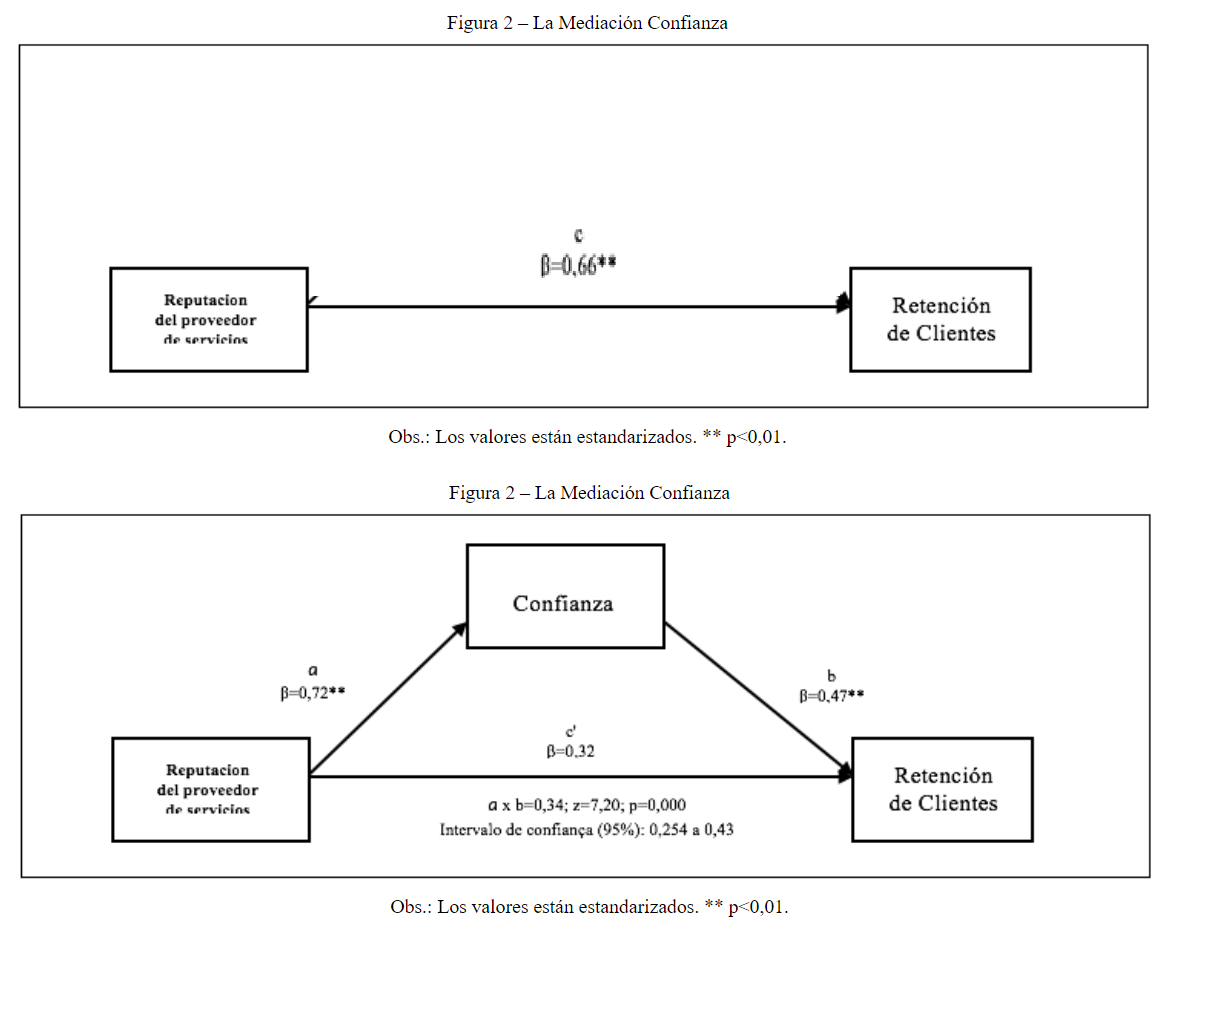 Figura 2 – La Mediación Confianza
c
β=0,66**
Reputacion
del proveedor
de servicios
Retención
de Clientes
Obs.: Los valores están estandarizados. ** p<0,01.
Figura 2 – La Mediación Confianza
Confianza
a
β=0,72**
b
β=0,47**
c'
β=0,32
Reputacion
del proveedor
de servicios
Retención
de Clientes
a x b=0,34; z=7,20; p=0,000
Intervalo de confiança (95%): 0,254 a 0,43
Obs.: Los valores están estandarizados. ** p<0,01.